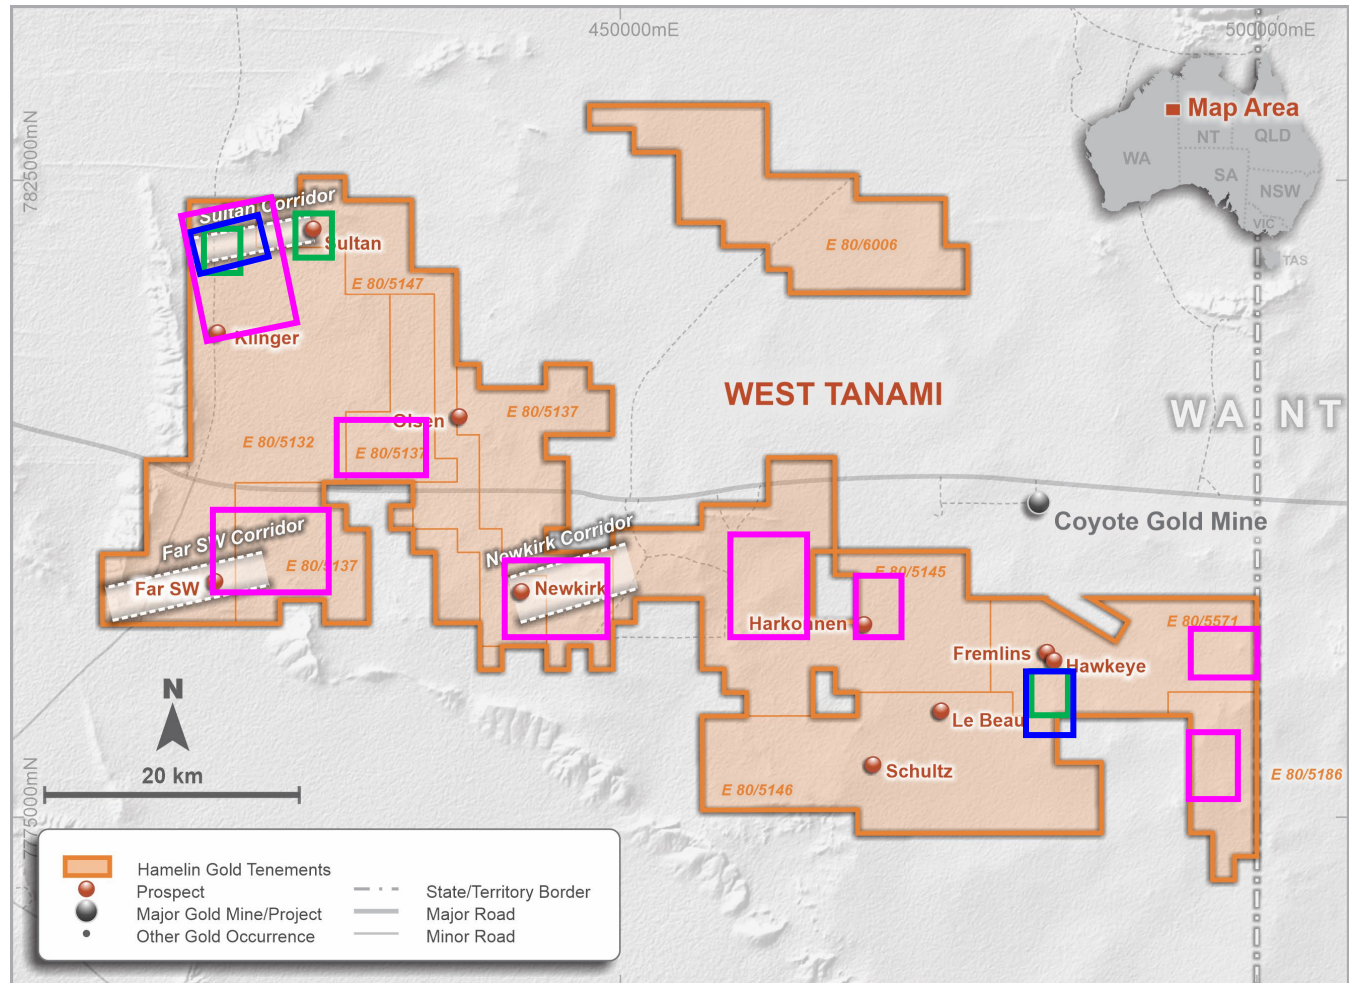 450000mE
500000mE
7825000mN
Map Area
WA
NT
QLD
SA
NSW
VIC
TAS
Sultan Corridor
Sultan
E 80/5147
E 80/6006
Klinger
WEST TANAMI
WA NT
Olsen
E 80/5137
E 80/5132
E 80/5137
Coyote Gold Mine
Far SW Corridor
Newkirk Corridor
E 80/5137
E 80/5145
Far SW
Newkirk
Harkonnen
E 80/5571
Fremlins
Hawkeye
N
Le Beau
20 km
Schultz
E 80/5186
E 80/5146
7775000mN
Hamelin Gold Tenements
Prospect
Major Gold Mine/Project
Other Gold Occurrence
State/Territory Border
Major Road
Minor Road